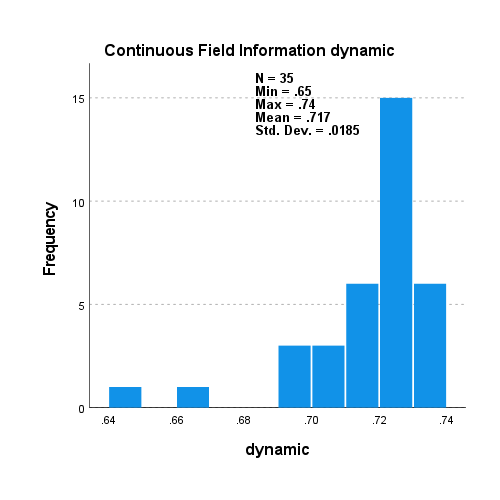 Continuous Field Information dynamic
N = 35
Min = .65
Max = .74
Mean = .717
Std. Dev. = .0185
15
10
5
0
Frequency
.64 .66 .68 .70 .72 .74
dynamic